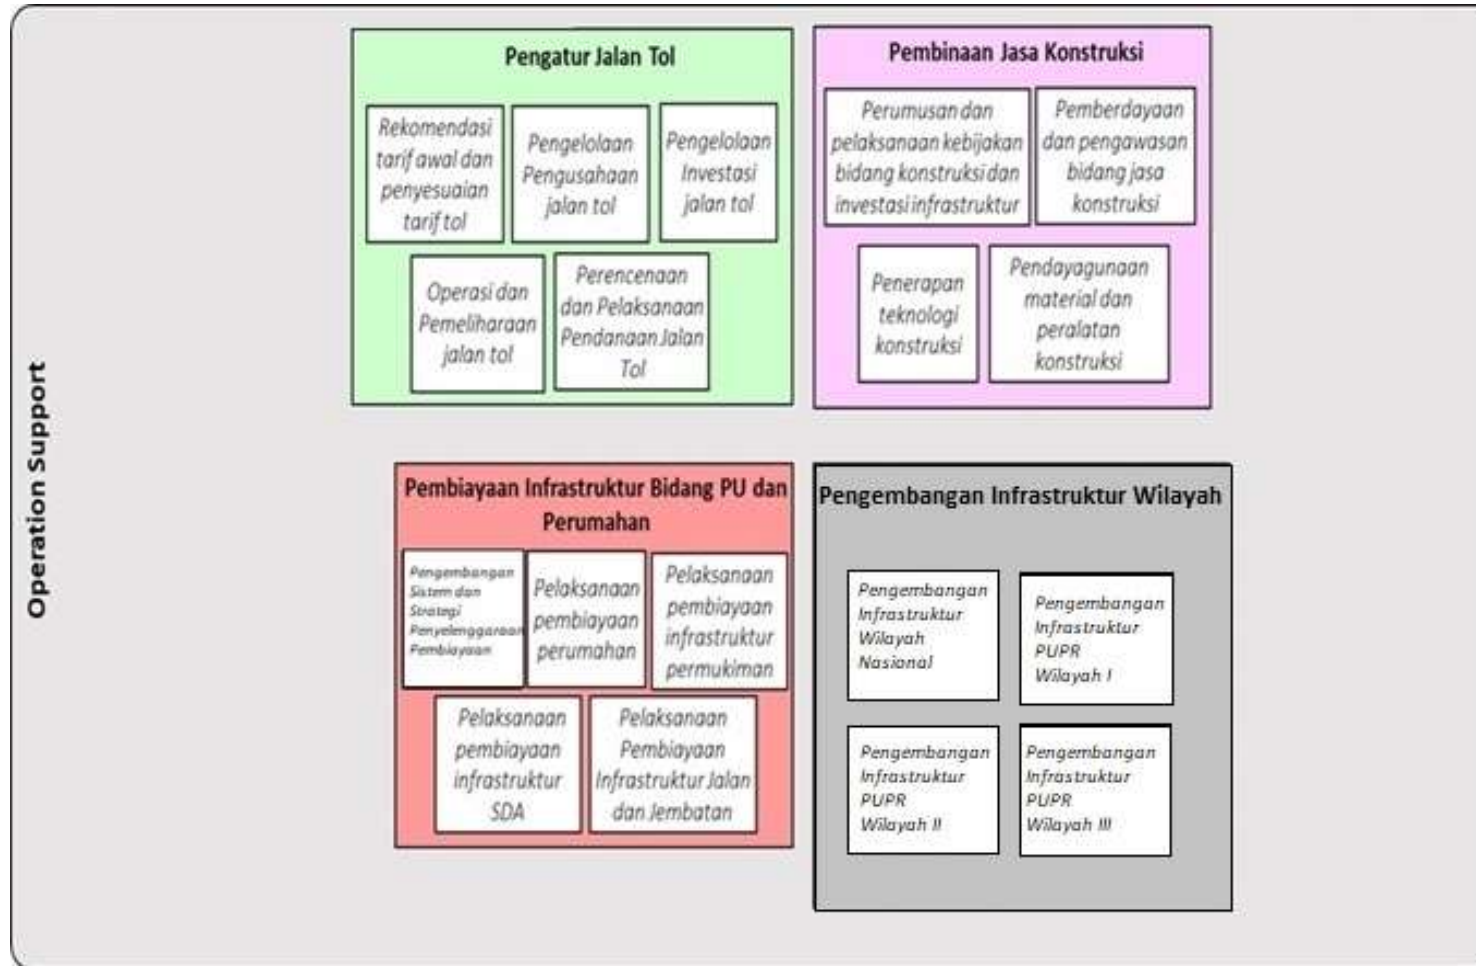 Operation Support
Pengatur Jalan Tol
Rekomendasi
tarif awal dan
penyesuaian
tarif tol
Pengelolaan
Pengusahaan
jalan tol
Pengelolaan
Investasi
jalan tol
Operasi dan
Pemeliharaan
jalan tol
Perencenaan
dan Pelaksanaan
Pendanaan Jalan
Tol
Pembinaan Jasa Konstruksi
Perumusan dan
pelaksanaan kebijakan
bidang konstruksi dan
investasi infrastruktur
Pemberdayaan
dan pengawasan
bidang jasa
konstruksi
Penerapan
teknologi
konstruksi
Pendayagunaan
material dan
peralatan
konstruksi
Pembiayaan Infrastruktur Bidang PU dan
Perumahan
Pengembangan
Sistem dan
Strategi
Penyelenggaraan
Pembiayaan
Pelaksanaan
pembiayaan
perumahan
Pelaksanaan
pembiayaan
infrastruktur
permukiman
Pelaksanaan
pembiayaan
infrastruktur
SDA
Pelaksanaan
Pembiayaan
Infrastruktur Jalan
dan Jembatan
Pengembangan Infrastruktur Wilayah
Pengembangan
Infrastruktur
Wilayah
Nasional
Pengembangan
Infrastruktur
PUPR
Wilayah I
Pengembangan
Infrastruktur
PUPR
Wilayah II
Pengembangan
Infrastruktur
PUPR
Wilayah III